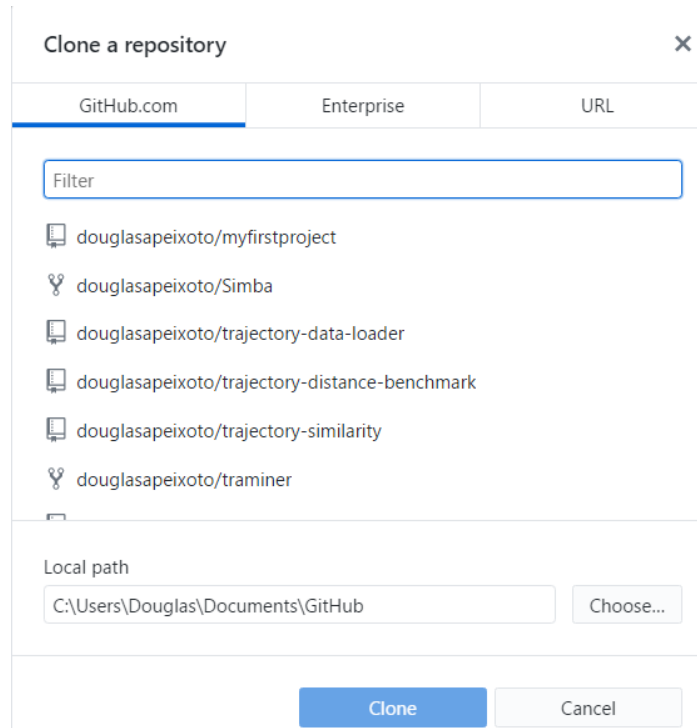 Clone a repository
GitHub.com Enterprise URL
Filter
douglasapeixoto/myfirstproject
douglasapeixoto/Simba
douglasapeixoto/trajectory-data-loader
douglasapeixoto/trajectory-distance-benchmark
douglasapeixoto/trajectory-similarity
douglasapeixoto/traminer
Local path
C:\Users\Douglas\Documents\GitHub Choose...
Clone Cancel